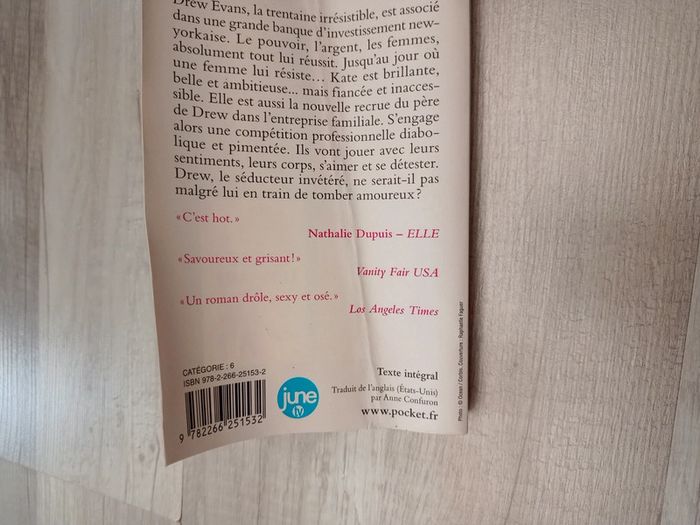 Drew Evans, la trentaine irrésistible, est associé
dans une grande banque d'investissement new-
yorkaise. Le pouvoir, l'argent, les femmes,
absolument tout lui réussit. Jusqu'au jour où
une femme lui résiste... Kate est brillante,
belle et ambitieuse... mais fiancée et inacces-
sible. Elle est aussi la nouvelle recrue du père
de Drew dans l'entreprise familiale. S'engage
alors une compétition professionnelle diabo-
lique et pimentée. Ils vont jouer avec leurs
sentiments, leurs corps, s'aimer et se détester.
Drew, le séducteur invétéré, ne serait-il pas
malgré lui en train de tomber amoureux ?
« C'est hot. »
Nathalie Dupuis – ELLE
« Savoureux et grisant ! »
Vanity Fair USA
« Un roman drôle, sexy et osé. »
Los Angeles Times
CATÉGORIE : 6
ISBN 978-2-266-25153-2
9 782266 251532
june
tv
Texte intégral
Traduit de l'anglais (États-Unis)
par Anne Confuron
www.pocket.fr
Photo : © Ocean / Corbis. Couverture : Raphaelle Faguer